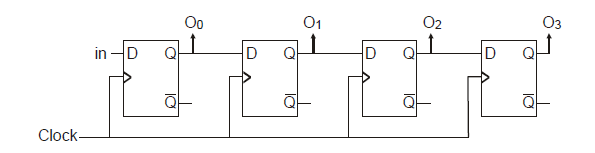 O₀ O₁ O₂ O₃
in D Q D Q D Q D Q
Q̅ Q̅ Q̅ Q̅
Clock